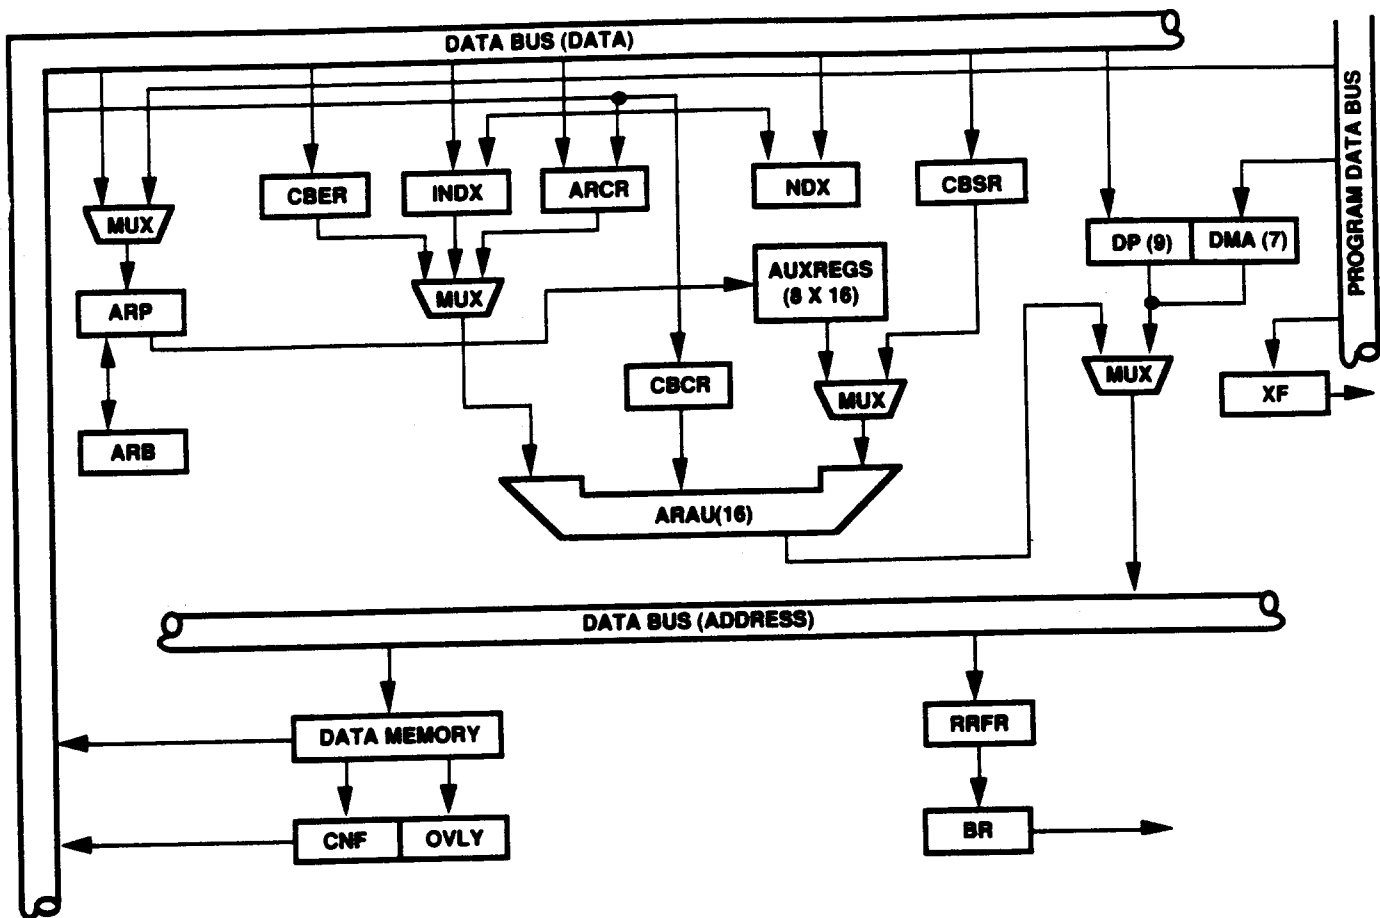 DATA BUS (DATA)
PROGRAM DATA BUS
CBER
INDX
ARCR
NDX
CBSR
MUX
DP (9)
DMA (7)
AUXREGS
(8 X 16)
ARP
MUX
MUX
CBCR
MUX
XF
ARB
ARAU(16)
DATA BUS (ADDRESS)
DATA MEMORY
RRFR
CNF
OVLY
BR